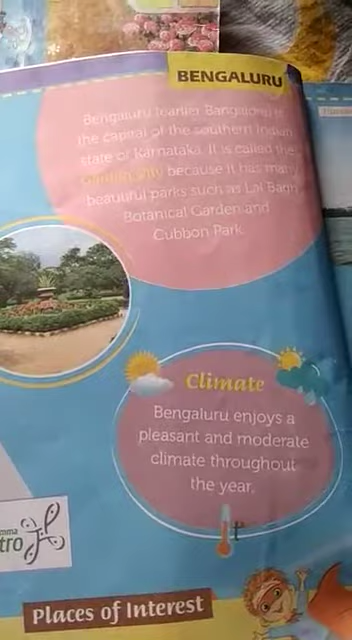 BENGALURU
Bengaluru (earlier Bangalore) is
the capital of the southern Indian
state of Karnataka. It is called the
because it has many
beautiful parks such as Lal Bagh
Botanical Garden and
Cubbon Park.
Climate
Bengaluru enjoys a
pleasant and moderate
climate throughout
the year.
mma
tro
Places of Interest